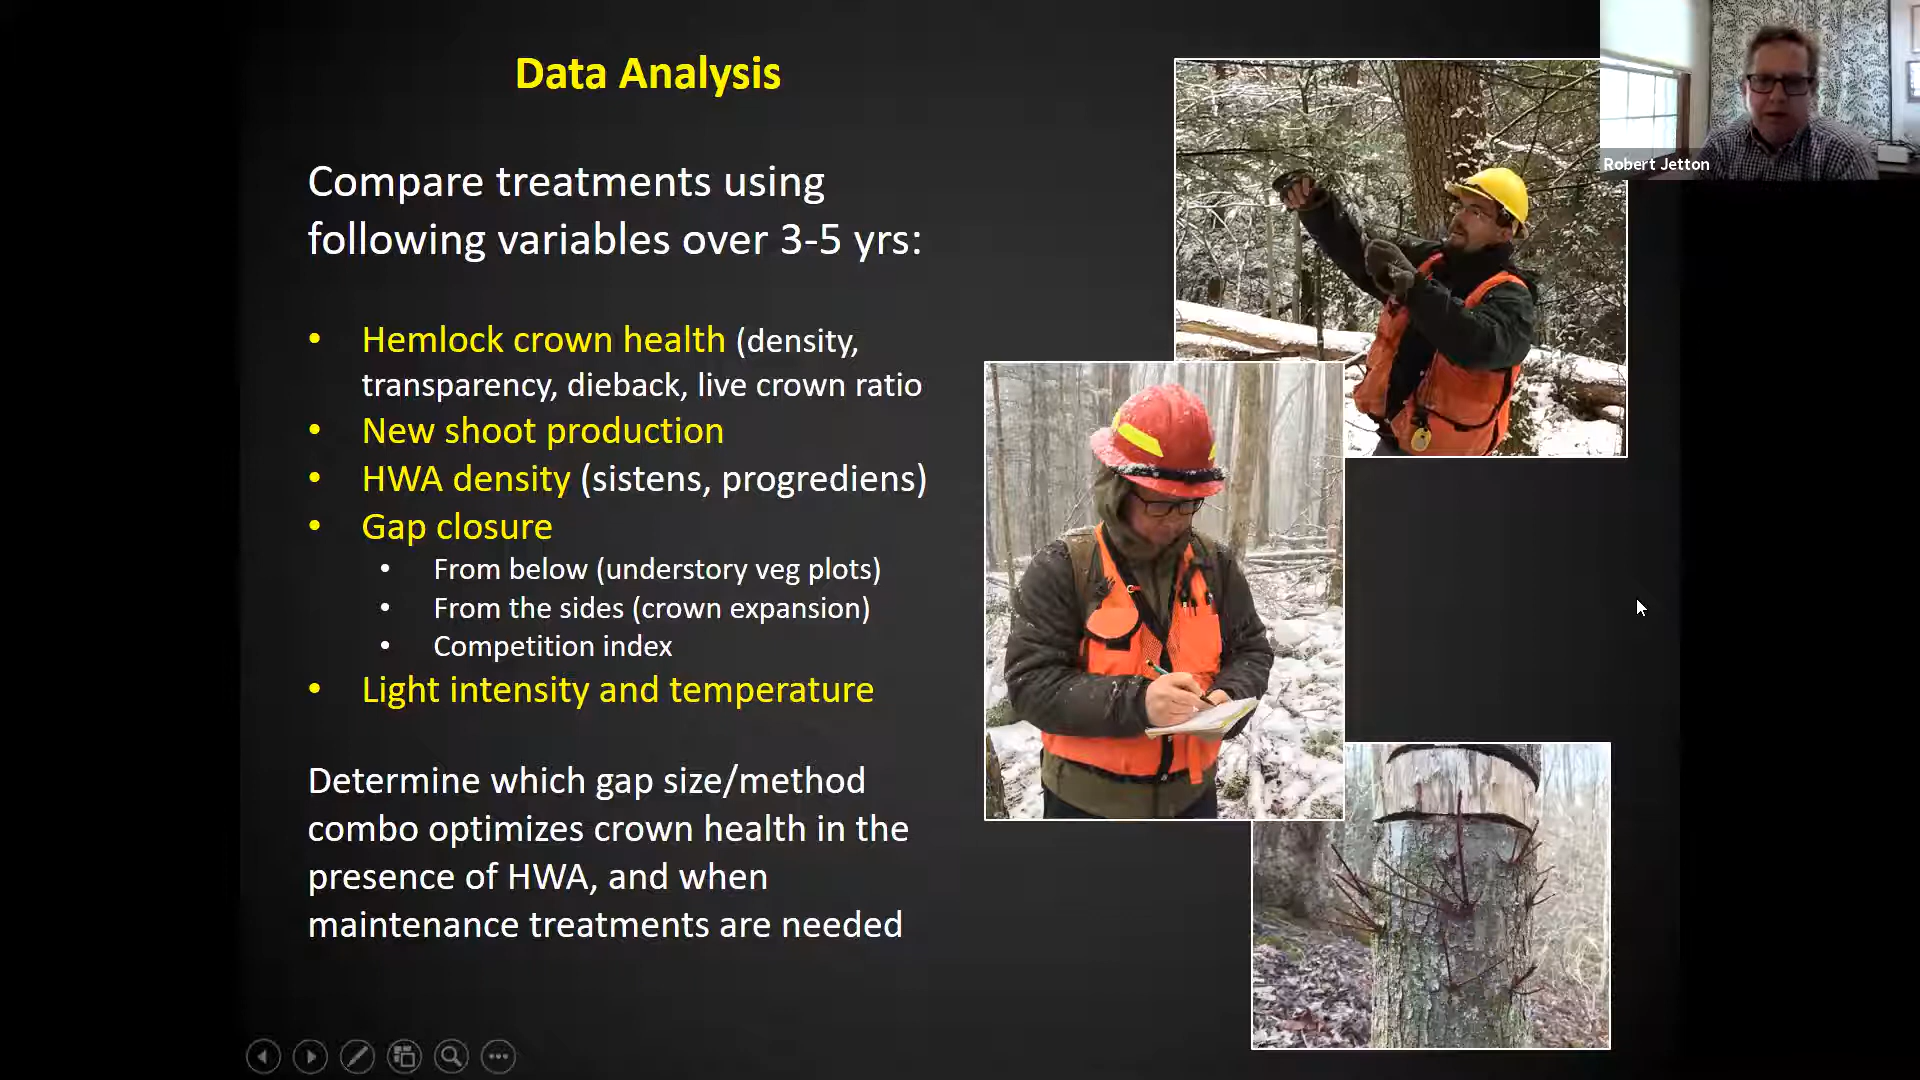 Data Analysis
Robert Jetton
Compare treatments using
following variables over 3-5 yrs:
• Hemlock crown health (density,
transparency, dieback, live crown ratio
• New shoot production
• HWA density (sistens, progrediens)
• Gap closure
• From below (understory veg plots)
• From the sides (crown expansion)
• Competition index
• Light intensity and temperature
Determine which gap size/method
combo optimizes crown health in the
presence of HWA, and when
maintenance treatments are needed